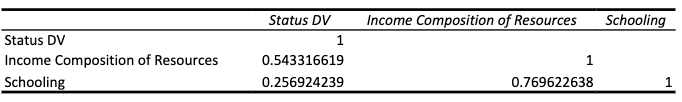 Status DV Income Composition of Resources Schooling
Status DV 1
Income Composition of Resources 0.543316619 1
Schooling 0.256924239 0.769622638 1